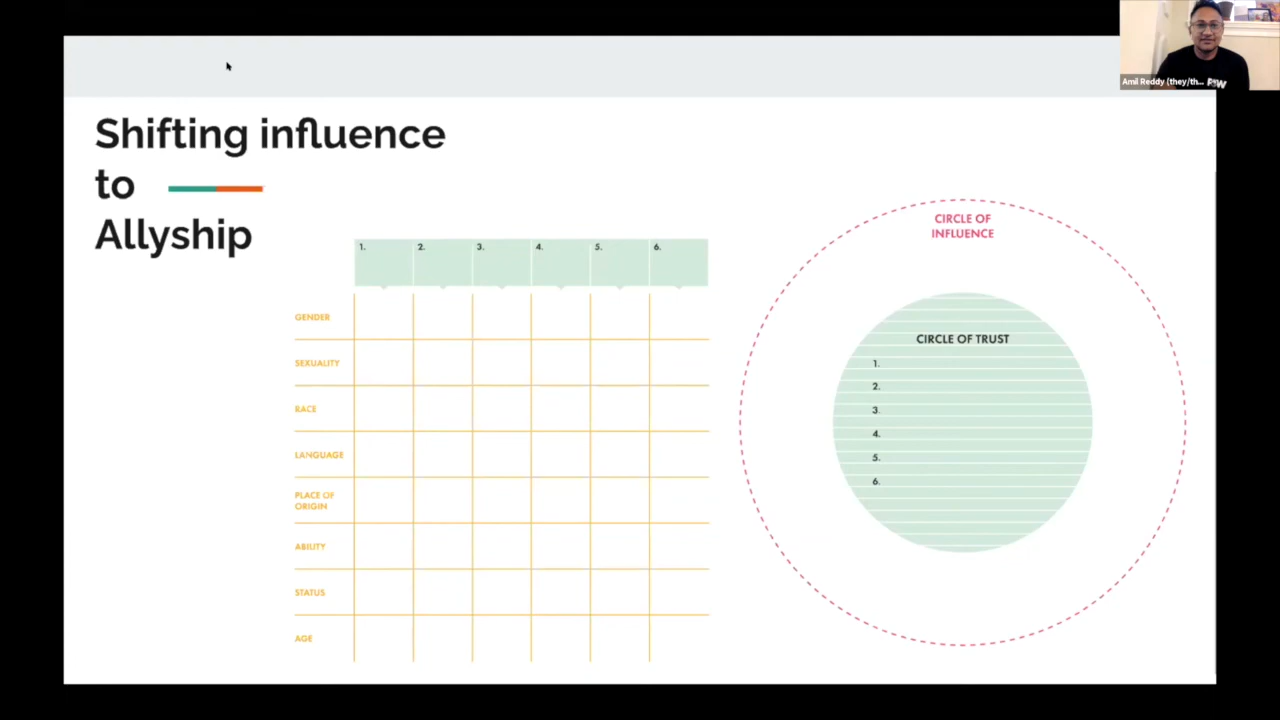 Shifting influence
to
Allyship
1. 2. 3. 4. 5. 6.
GENDER
SEXUALITY
RACE
LANGUAGE
PLACE OF
ORIGIN
ABILITY
STATUS
AGE
CIRCLE OF
INFLUENCE
CIRCLE OF TRUST
1.
2.
3.
4.
5.
6.
Amil Reddy (they/th...